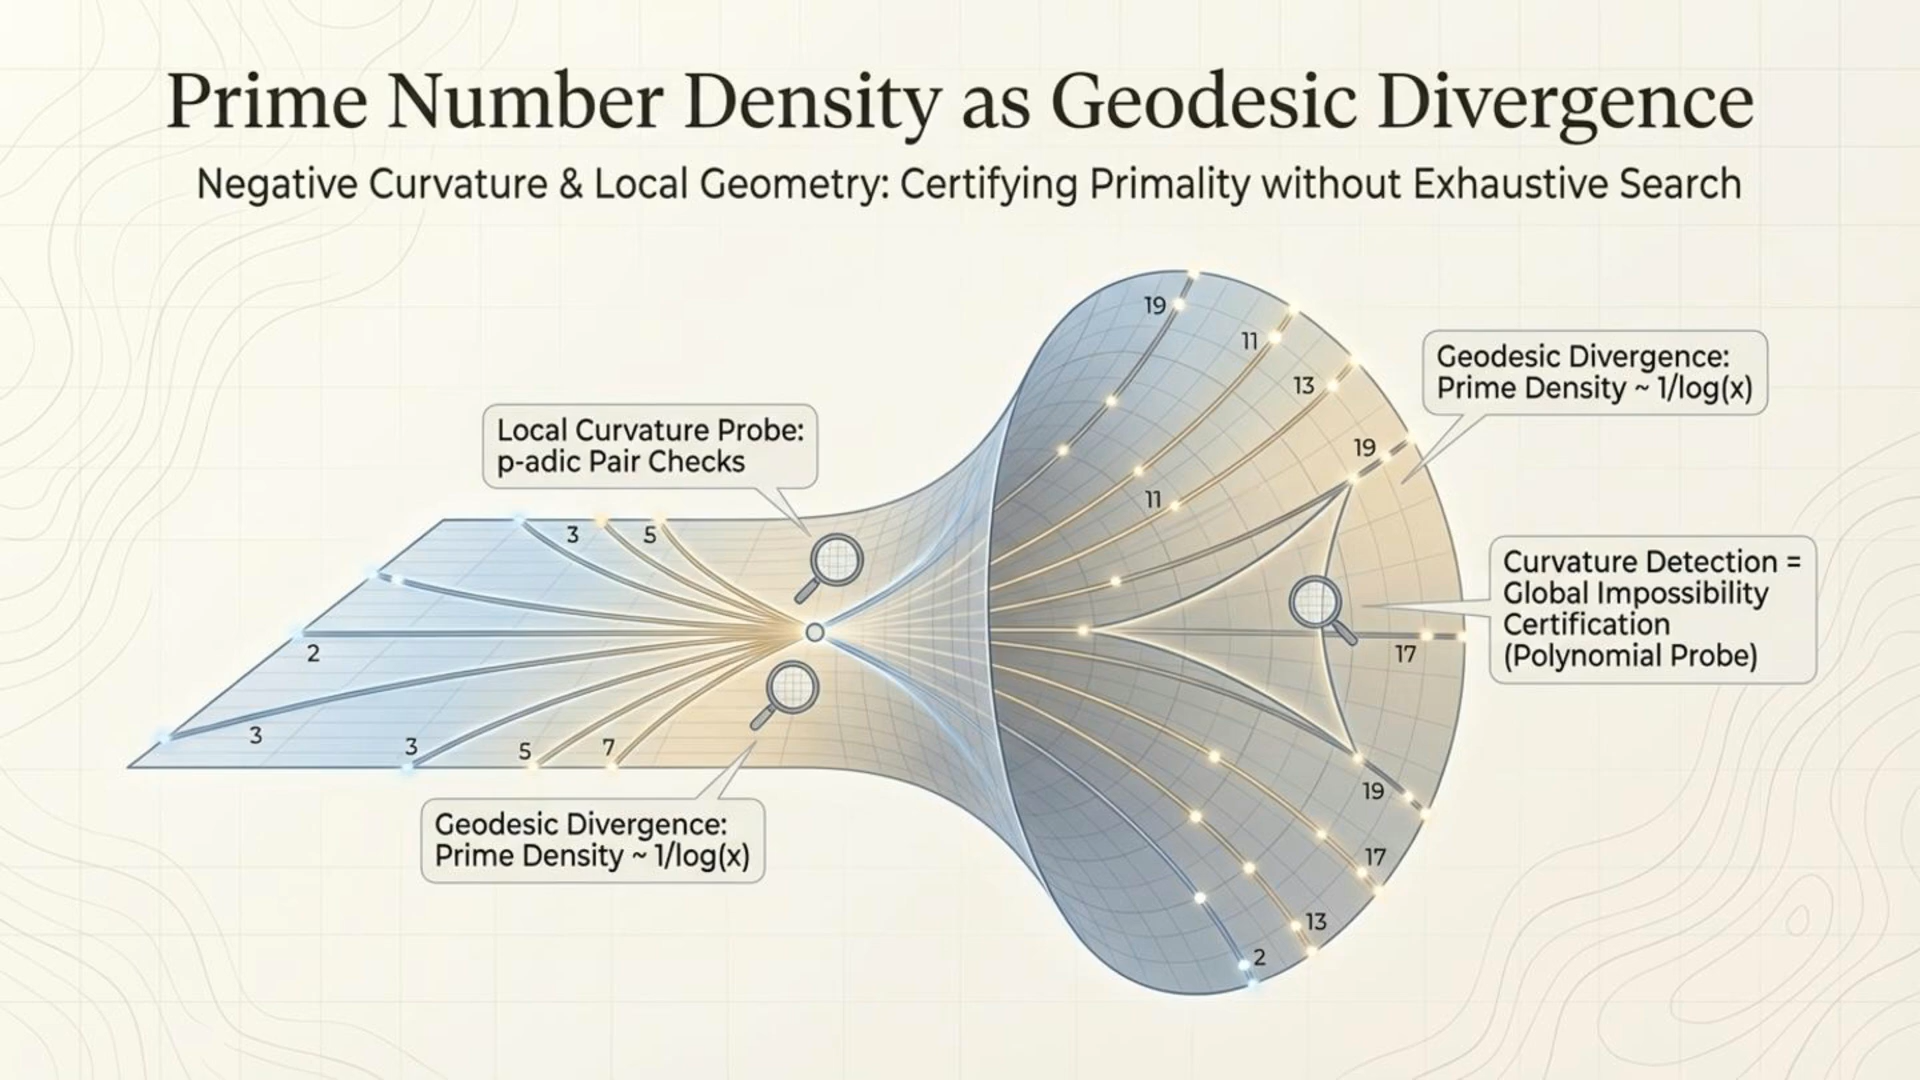 Prime Number Density as Geodesic Divergence
Negative Curvature & Local Geometry: Certifying Primality without Exhaustive Search
19
11
13
Geodesic Divergence:
Prime Density ~ 1/log(x)
Local Curvature Probe:
p-adic Pair Checks
19
11
3
5
Curvature Detection =
Global Impossibility
Certification
(Polynomial Probe)
2
17
3
3
5
7
19
Geodesic Divergence:
Prime Density ~ 1/log(x)
17
13
2